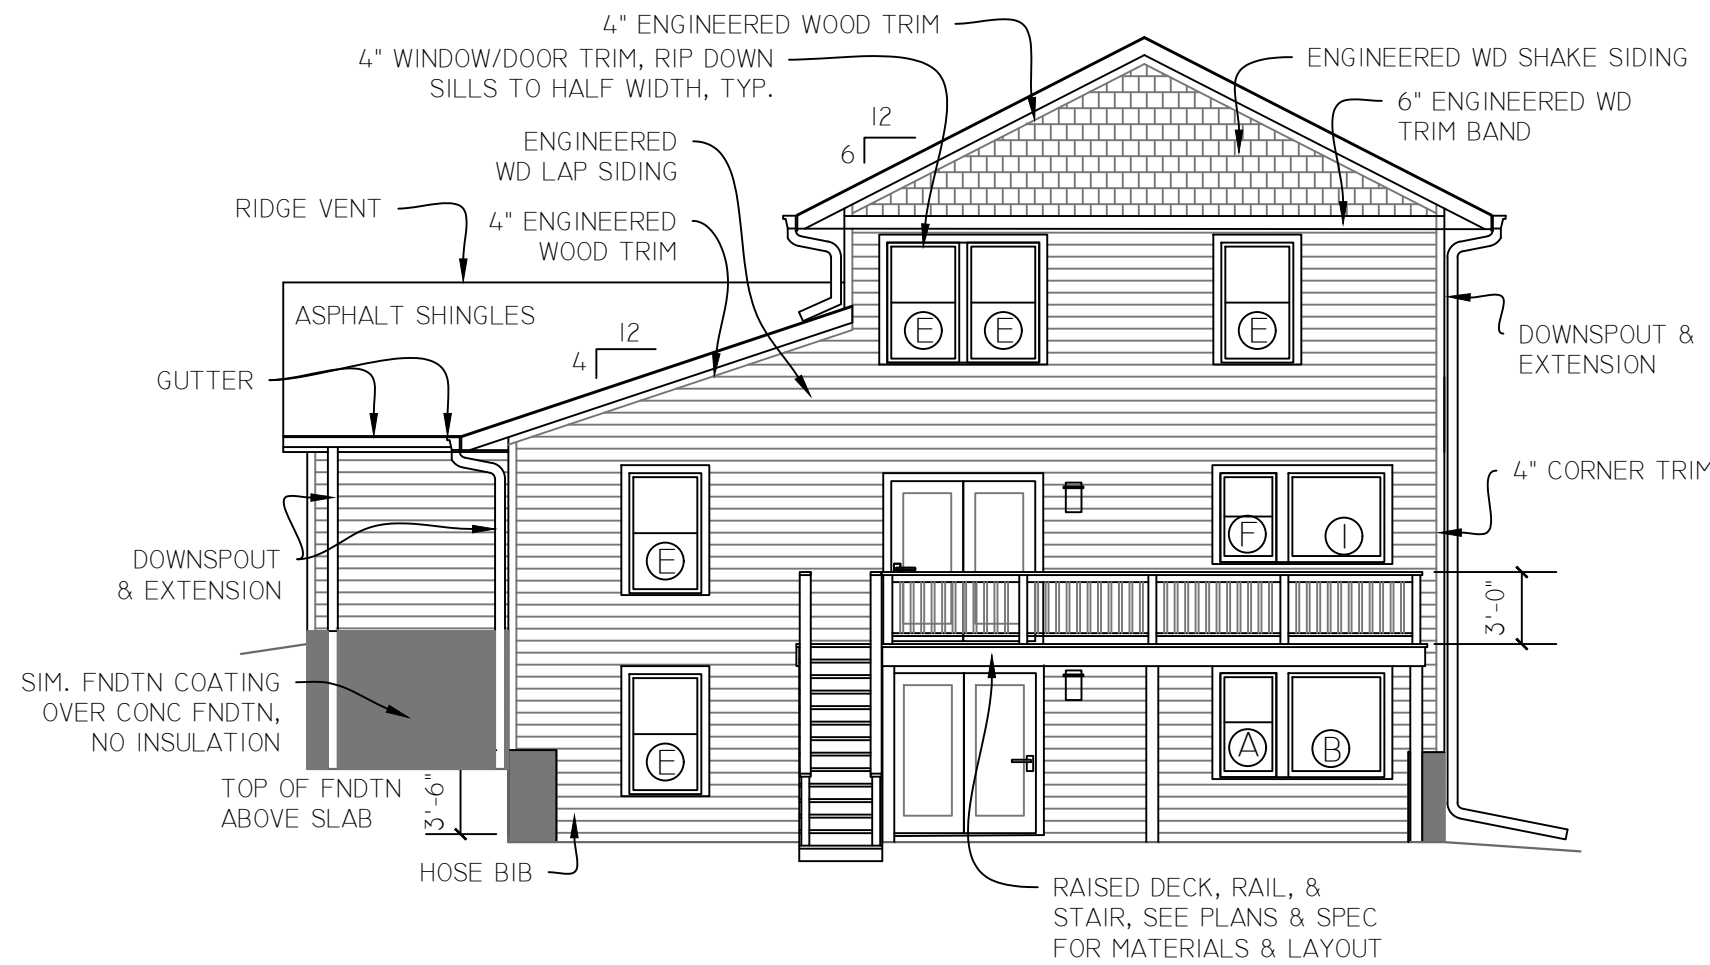 4" ENGINEERED WOOD TRIM
4" WINDOW/DOOR TRIM, RIP DOWN
SILLS TO HALF WIDTH, TYP.
ENGINEERED WD SHAKE SIDING
6" ENGINEERED WD
TRIM BAND
12
6
ENGINEERED
WD LAP SIDING
RIDGE VENT
4" ENGINEERED
WOOD TRIM
ASPHALT SHINGLES
12
4
E
E
E
DOWNSPOUT &
EXTENSION
GUTTER
4" CORNER TRIM
E
F
I
DOWNSPOUT
& EXTENSION
3'-0"
SIM. FNDTN COATING
OVER CONC FNDTN,
NO INSULATION
E
A
B
TOP OF FNDTN
ABOVE SLAB
3'-6"
HOSE BIB
RAISED DECK, RAIL, &
STAIR, SEE PLANS & SPEC
FOR MATERIALS & LAYOUT